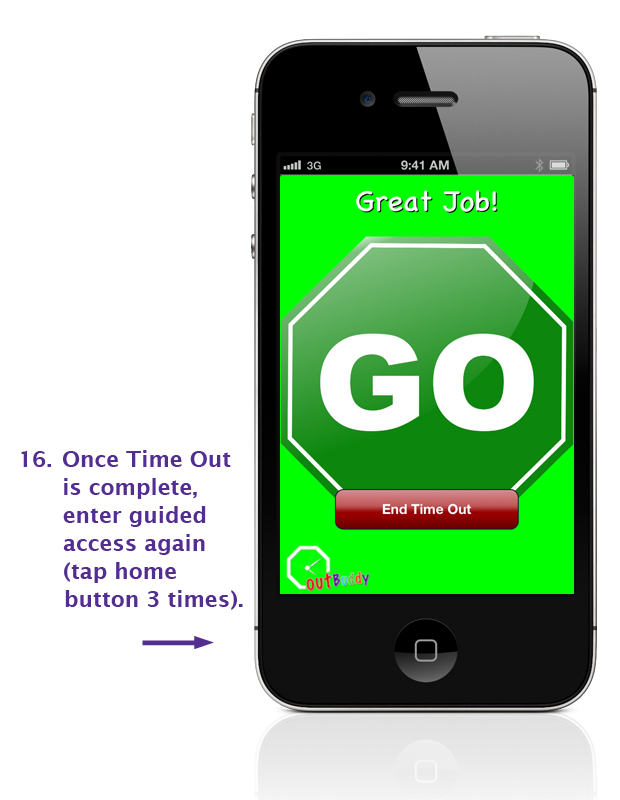 3G 9:41 AM
Great Job!
GO
16. Once Time Out
is complete,
enter guided
access again
(tap home
button 3 times).
End Time Out
outBuddy